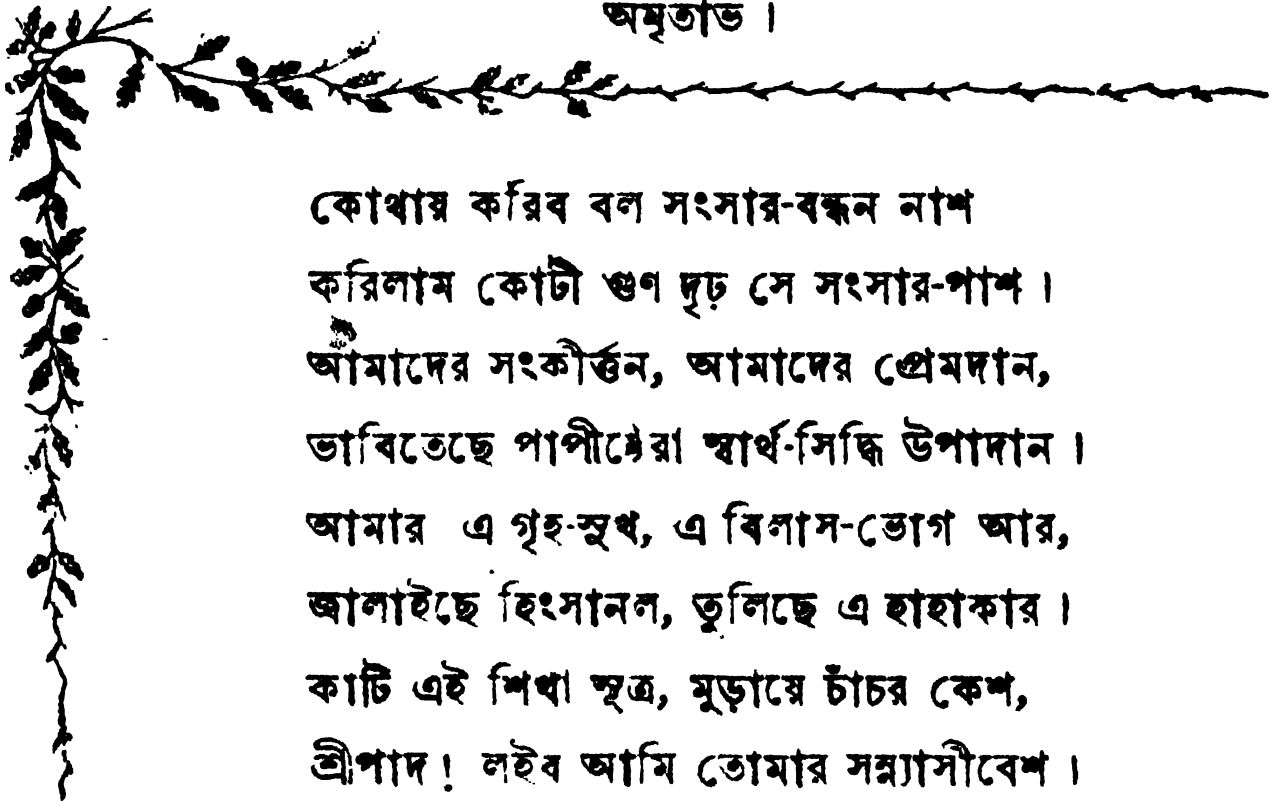 অমৃতাভ ।
কোথায় করিব বল সংসার-বন্ধন নাশ
করিলাম কোটী গুণ দৃঢ় সে সংসার-পাশ ।
আমাদের সংকীর্ত্তন, আমাদের প্রেমদান,
ভাবিতেছে পাপীষ্ঠেরা স্বার্থ-সিদ্ধি উপাদান ।
আমার এ গৃহ-সুখ, এ বিলাস-ভোগ আর,
জ্বালাইছে হিংসানল, তুলিছে এ হাহাকার ।
কাটি এই শিখা সূত্র, মুড়ায়ে চাঁচর কেশ,
শ্রীপাদ! লইব আমি তোমার সন্ন্যাসীবেশ ।